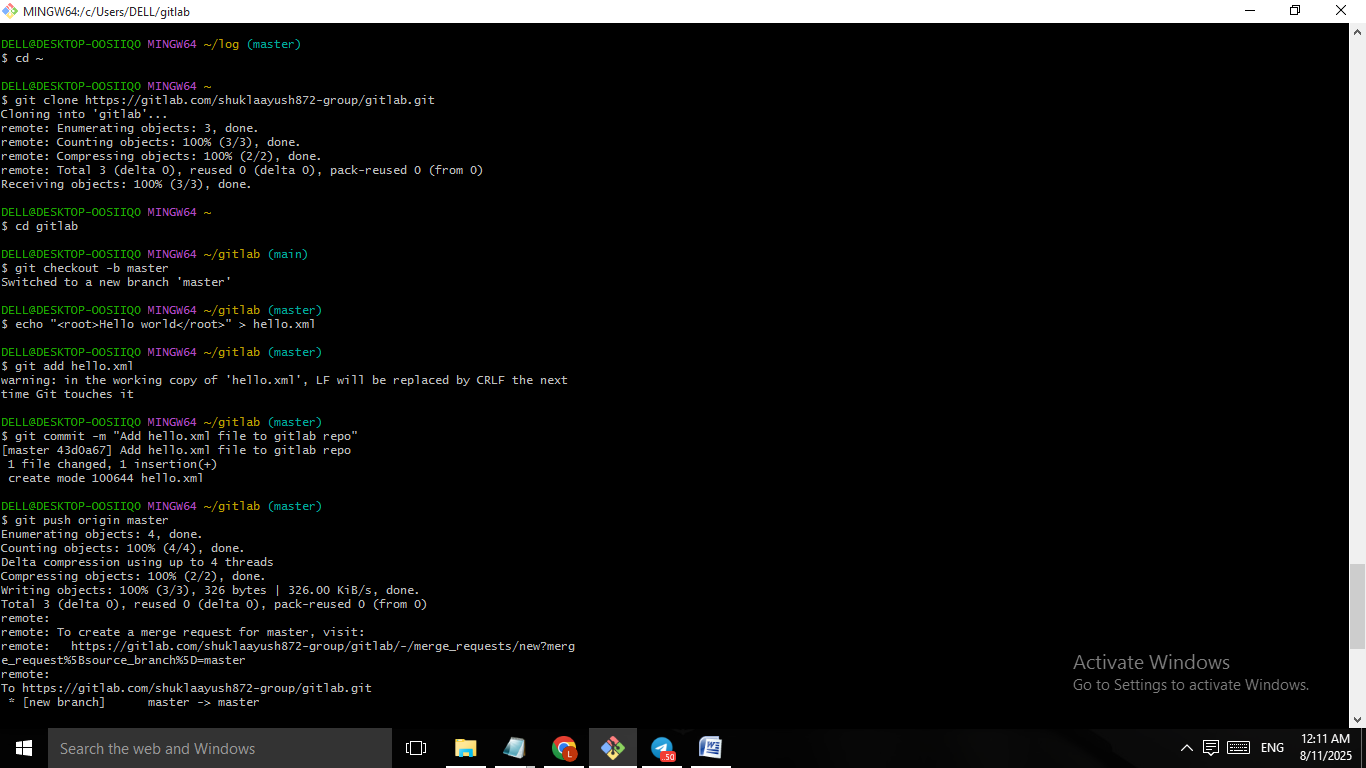 MINGW64:/c/Users/DELL/gitlab
DELL@DESKTOP-OOSIIQO MINGW64 ~/log (master)
$ cd ~
DELL@DESKTOP-OOSIIQO MINGW64 ~
$ git clone https://gitlab.com/shuklaayush872-group/gitlab.git
Cloning into 'gitlab'...
remote: Enumerating objects: 3, done.
remote: Counting objects: 100% (3/3), done.
remote: Compressing objects: 100% (2/2), done.
remote: Total 3 (delta 0), reused 0 (delta 0), pack-reused 0 (from 0)
Receiving objects: 100% (3/3), done.
DELL@DESKTOP-OOSIIQO MINGW64 ~
$ cd gitlab
DELL@DESKTOP-OOSIIQO MINGW64 ~/gitlab (main)
$ git checkout -b master
Switched to a new branch 'master'
DELL@DESKTOP-OOSIIQO MINGW64 ~/gitlab (master)
$ echo "<root>Hello world</root>" > hello.xml
DELL@DESKTOP-OOSIIQO MINGW64 ~/gitlab (master)
$ git add hello.xml
warning: in the working copy of 'hello.xml', LF will be replaced by CRLF the next
time Git touches it
DELL@DESKTOP-OOSIIQO MINGW64 ~/gitlab (master)
$ git commit -m "Add hello.xml file to gitlab repo"
[master 43d0a67] Add hello.xml file to gitlab repo
 1 file changed, 1 insertion(+)
 create mode 100644 hello.xml
DELL@DESKTOP-OOSIIQO MINGW64 ~/gitlab (master)
$ git push origin master
Enumerating objects: 4, done.
Counting objects: 100% (4/4), done.
Delta compression using up to 4 threads
Compressing objects: 100% (2/2), done.
Writing objects: 100% (3/3), 326 bytes | 326.00 KiB/s, done.
Total 3 (delta 0), reused 0 (delta 0), pack-reused 0 (from 0)
remote:
remote: To create a merge request for master, visit:
remote:   https://gitlab.com/shuklaayush872-group/gitlab/-/merge_requests/new?merg
e_request%5Bsource_branch%5D=master
remote:
To https://gitlab.com/shuklaayush872-group/gitlab.git
 * [new branch]      master -> master
Activate Windows
Go to Settings to activate Windows.
Search the web and Windows
L
.50
W
ENG
12:11 AM
8/11/2025